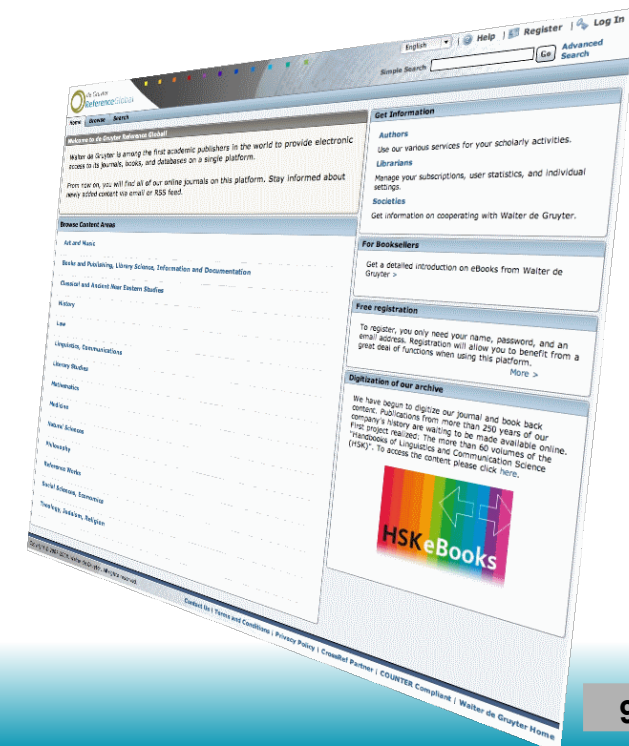 English | Help | Register | Log In
Simple Search Go Advanced Search
de Gruyter
ReferenceGlobal
Home Browse Search
Welcome to de Gruyter Reference Global!
Walter de Gruyter is among the first academic publishers in the world to provide electronic
access to its journals, books, and databases on a single platform.
From now on, you will find all of our online journals on this platform. Stay informed about
newly added content via email or RSS feed.
Browse Content Areas
Art and Music
Books and Publishing, Library Science, Information and Documentation
Classical and Ancient Near Eastern Studies
History
Law
Linguistics, Communications
Literary Studies
Mathematics
Medicine
Natural Sciences
Philosophy
Reference Works
Social Sciences, Economics
Theology, Judaism, Religion
Get Information
Authors
Use our various services for your scholarly activities.
Librarians
Manage your subscriptions, user statistics, and individual
settings.
Societies
Get information on cooperating with Walter de Gruyter.
For Booksellers
Get a detailed introduction on eBooks from Walter de
Gruyter >
Free registration
To register, you only need your name, password, and an
email address. Registration will allow you to benefit from a
great deal of functions when using this platform.
More >
Digitization of our archive
We have begun to digitize our journal and book back
content. Publications from more than 250 years of our
company's history are waiting to be made available online.
First project realized: The more than 60 volumes of the
"Handbooks of Linguistics and Communication Science
(HSK)". To access the content please click here.
HSK eBooks
Walter de Gruyter. All rights reserved.
Contact Us | Terms and Conditions | Privacy Policy | CrossRef Partner | COUNTER Compliant | Walter de Gruyter Home
9